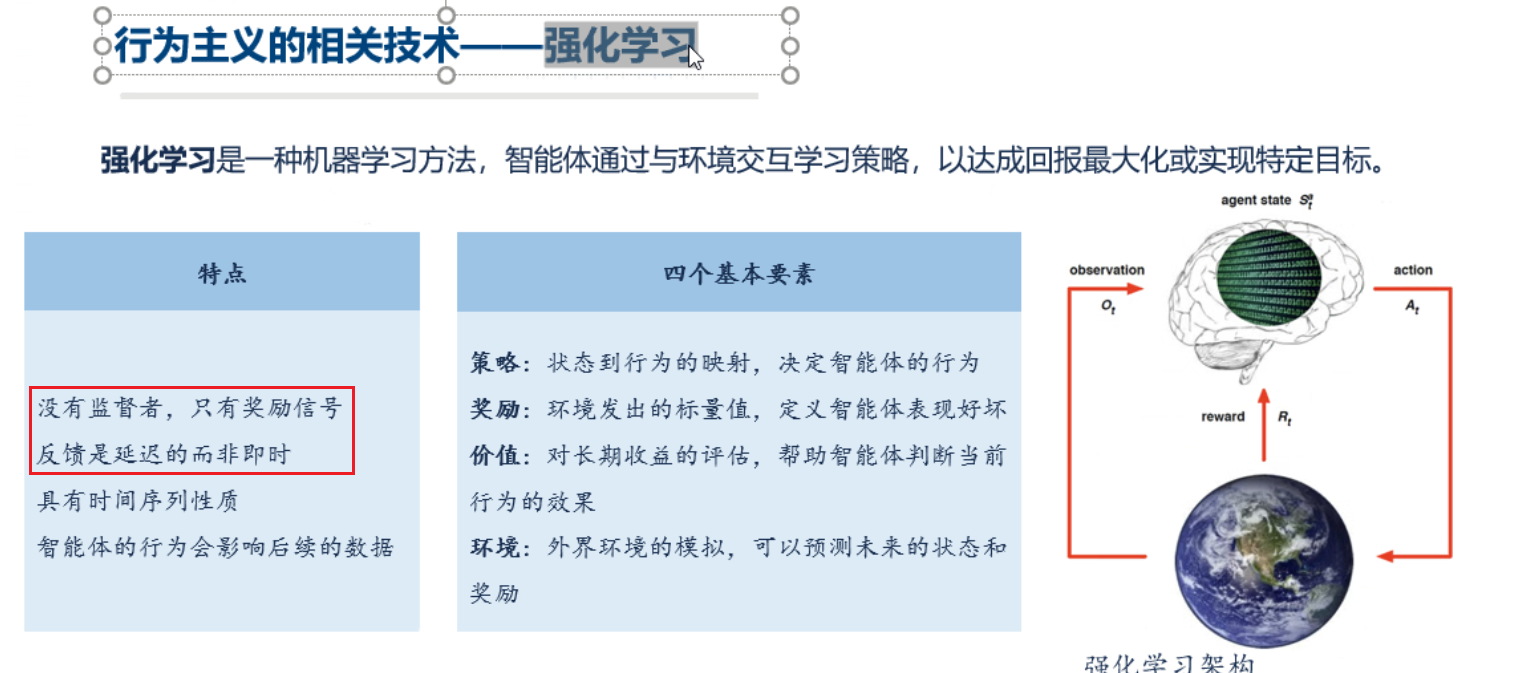 行为主义的相关技术——强化学习
强化学习是一种机器学习方法，智能体通过与环境交互学习策略，以达成回报最大化或实现特定目标。
特点
没有监督者，只有奖励信号
反馈是延迟的而非即时
具有时间序列性质
智能体的行为会影响后续的数据
四个基本要素
策略：状态到行为的映射，决定智能体的行为
奖励：环境发出的标量值，定义智能体表现好坏
价值：对长期收益的评估，帮助智能体判断当前
行为的效果
环境：外界环境的模拟，可以预测未来的状态和
奖励
agent state Sᵃₜ
observation
Oₜ
action
Aₜ
reward Rₜ
强化学习架构